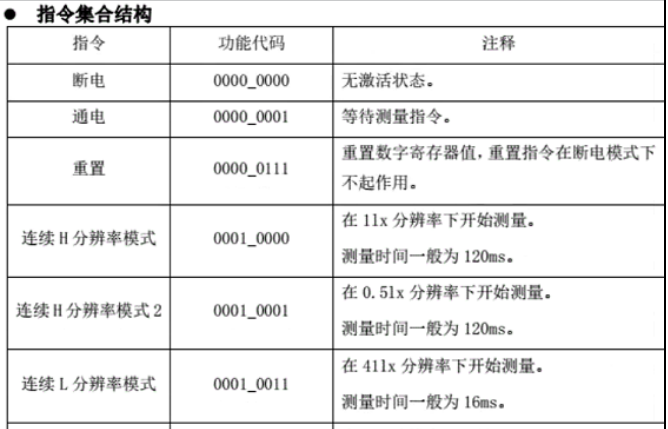 ● 指令集合结构
指令 功能代码 注释
断电 0000_0000 无激活状态。
通电 0000_0001 等待测量指令。
重置 0000_0111 重置数字寄存器值，重置指令在断电模式下
不起作用。
连续 H 分辨率模式 0001_0000 在 1lx 分辨率下开始测量。
测量时间一般为 120ms。
连续 H 分辨率模式 2 0001_0001 在 0.5lx 分辨率下开始测量。
测量时间一般为 120ms。
连续 L 分辨率模式 0001_0011 在 41lx 分辨率下开始测量。
测量时间一般为 16ms。